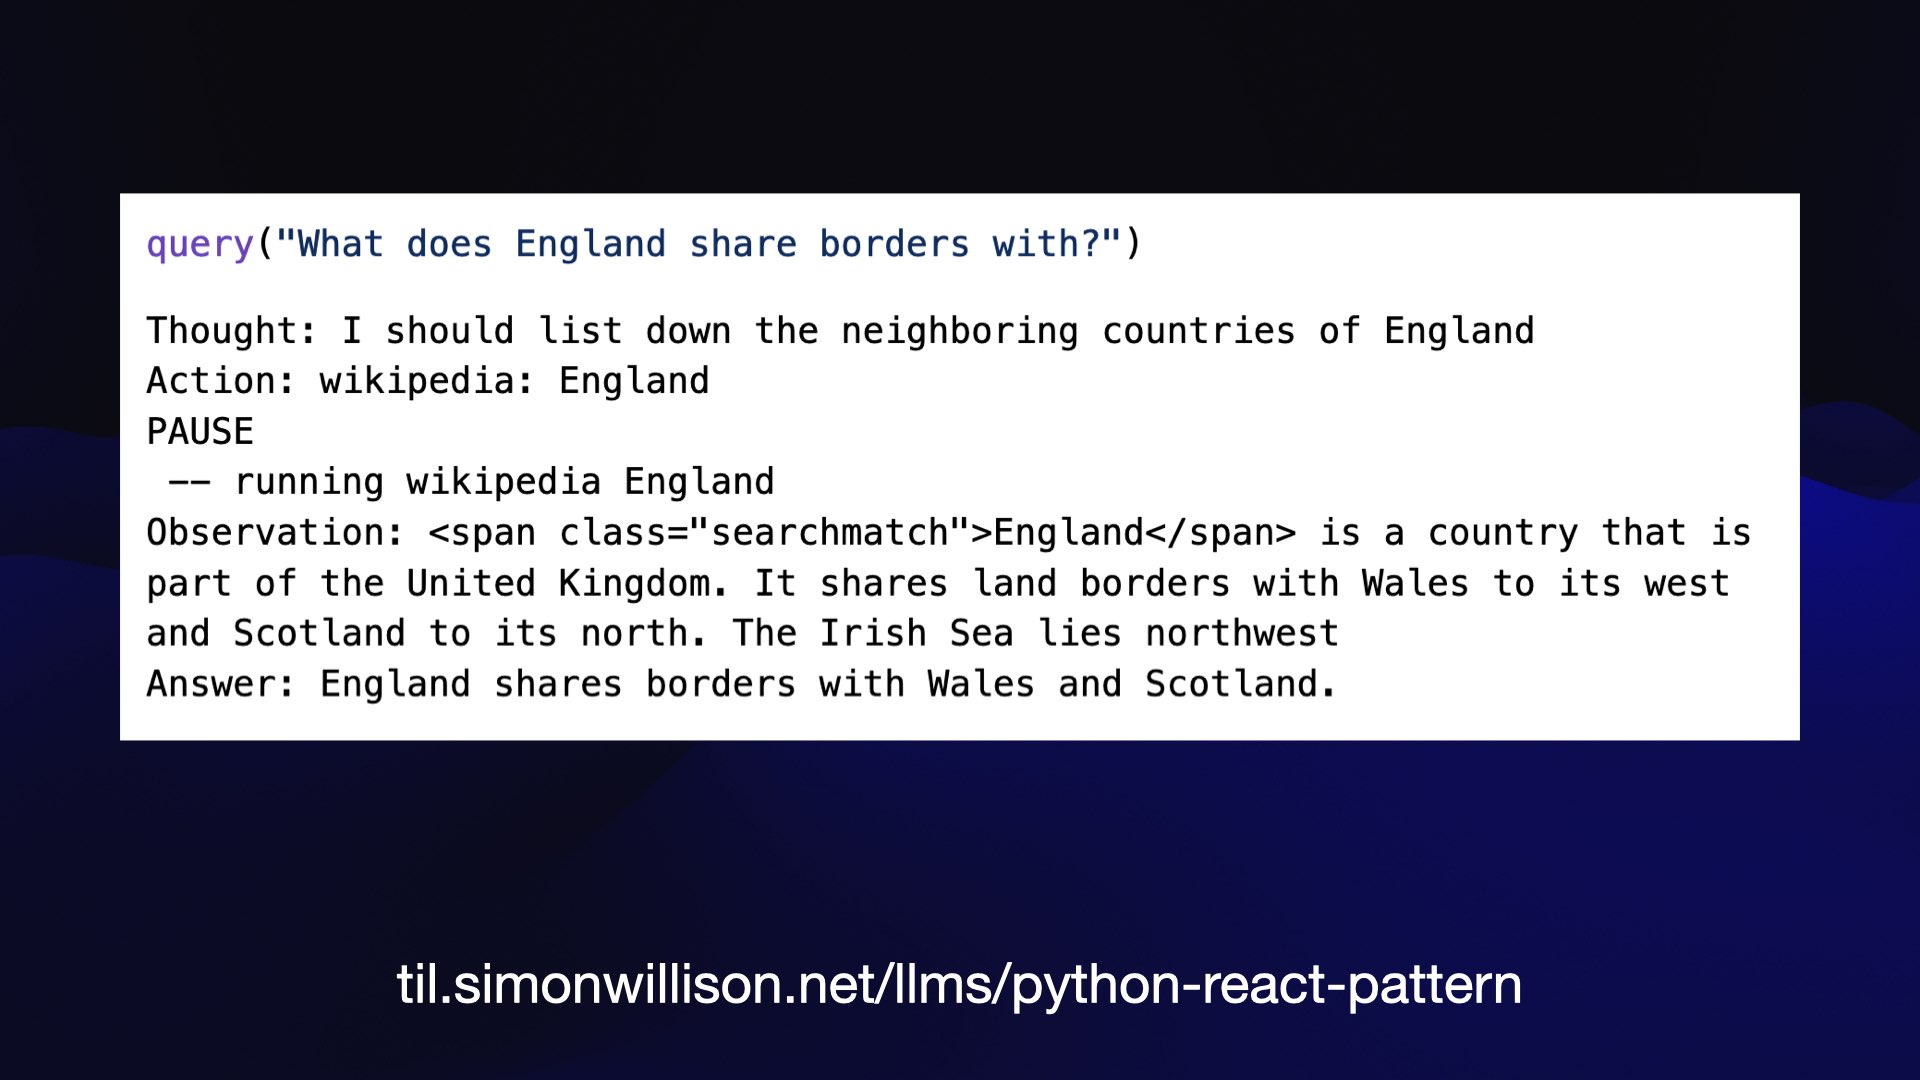 query("What does England share borders with?")
Thought: I should list down the neighboring countries of England
Action: wikipedia: England
PAUSE
 -- running wikipedia England
Observation: <span class="searchmatch">England</span> is a country that is
part of the United Kingdom. It shares land borders with Wales to its west
and Scotland to its north. The Irish Sea lies northwest
Answer: England shares borders with Wales and Scotland.
til.simonwillison.net/llms/python-react-pattern